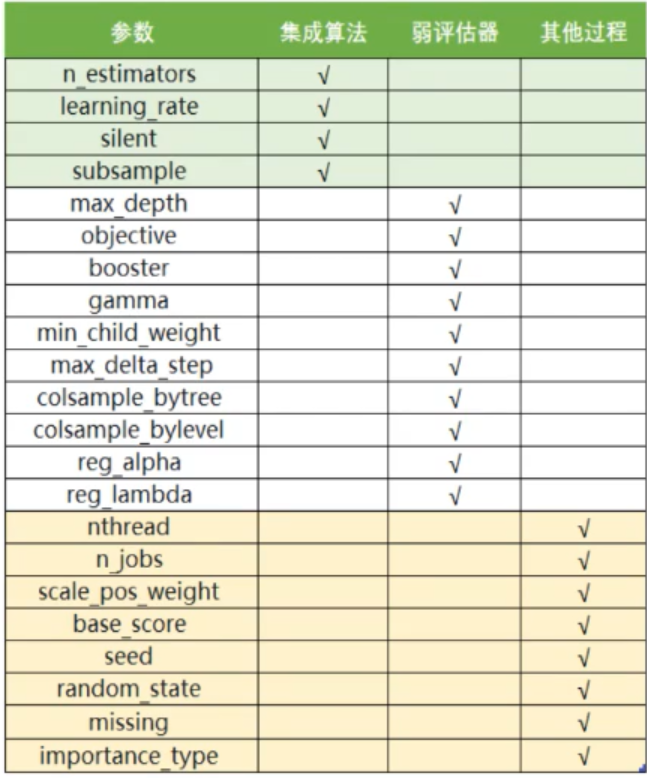 参数 集成算法 弱评估器 其他过程
n_estimators √
learning_rate √
silent √
subsample √
max_depth √
objective √
booster √
gamma √
min_child_weight √
max_delta_step √
colsample_bytree √
colsample_bylevel √
reg_alpha √
reg_lambda √
nthread √
n_jobs √
scale_pos_weight √
base_score √
seed √
random_state √
missing √
importance_type √